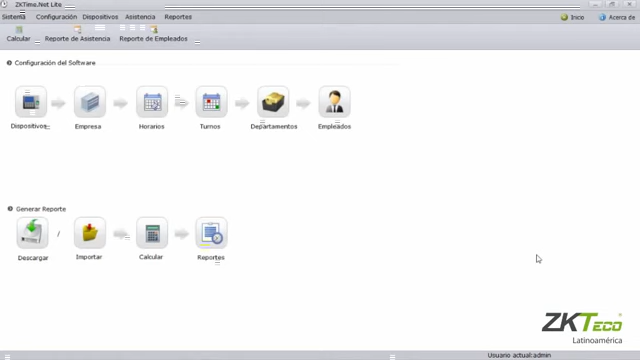 ZKTime.Net Lite
Sistema Configuración Dispositivos Asistencia Reportes Inicio Acerca de
Calcular Reporte de Asistencia Reporte de Empleados
Configuración del Software
Dispositivos Empresa Horarios Turnos Departamentos Empleados
Generar Reporte
/
Descargar Importar Calcular Reportes
ZKTECO
Latinoamérica
Usuario actual:admin